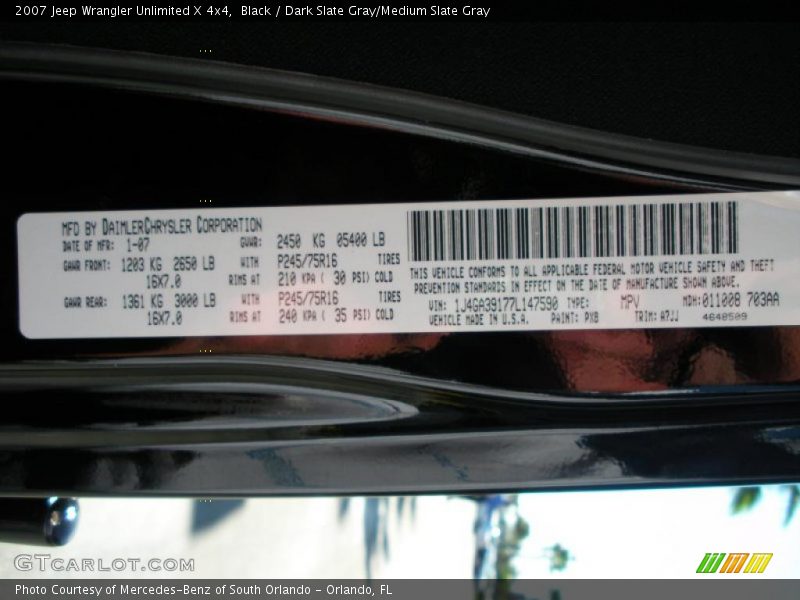 2007 Jeep Wrangler Unlimited X 4x4,  Black / Dark Slate Gray/Medium Slate Gray
MFD BY DAIMLERCHRYSLER CORPORATION
DATE OF MFR: 1-07 GVWR: 2450 KG 05400 LB
GAWR FRONT: 1203 KG 2650 LB WITH P245/75R16 TIRES
16X7.0 RIMS AT 210 KPA ( 30 PSI) COLD
GAWR REAR: 1361 KG 3000 LB WITH P245/75R16 TIRES
16X7.0 RIMS AT 240 KPA ( 35 PSI) COLD
THIS VEHICLE CONFORMS TO ALL APPLICABLE FEDERAL MOTOR VEHICLE SAFETY AND THEFT
PREVENTION STANDARDS IN EFFECT ON THE DATE OF MANUFACTURE SHOWN ABOVE.
VIN: 1J4GA39177L147590 TYPE: MPV MDH: 011008 703AA
VEHICLE MADE IN U.S.A. PAINT: PX8 TRIM: A7JJ 4648509
GTCARLOT.COM
Photo Courtesy of Mercedes-Benz of South Orlando - Orlando, FL